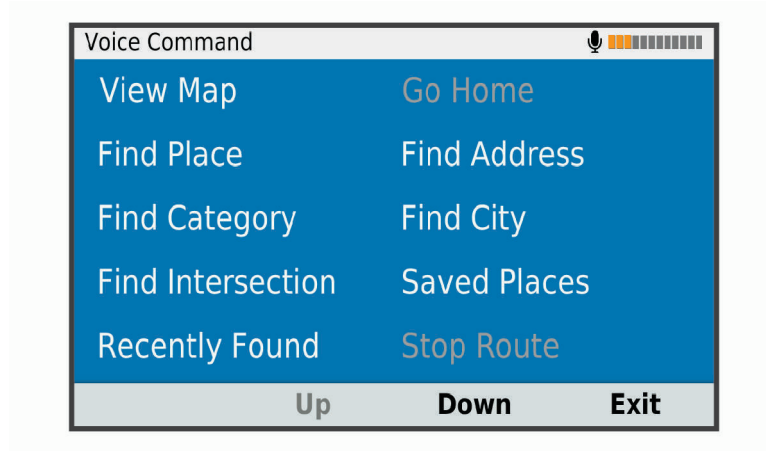 Voice Command
View Map Go Home
Find Place Find Address
Find Category Find City
Find Intersection Saved Places
Recently Found Stop Route
Up Down Exit